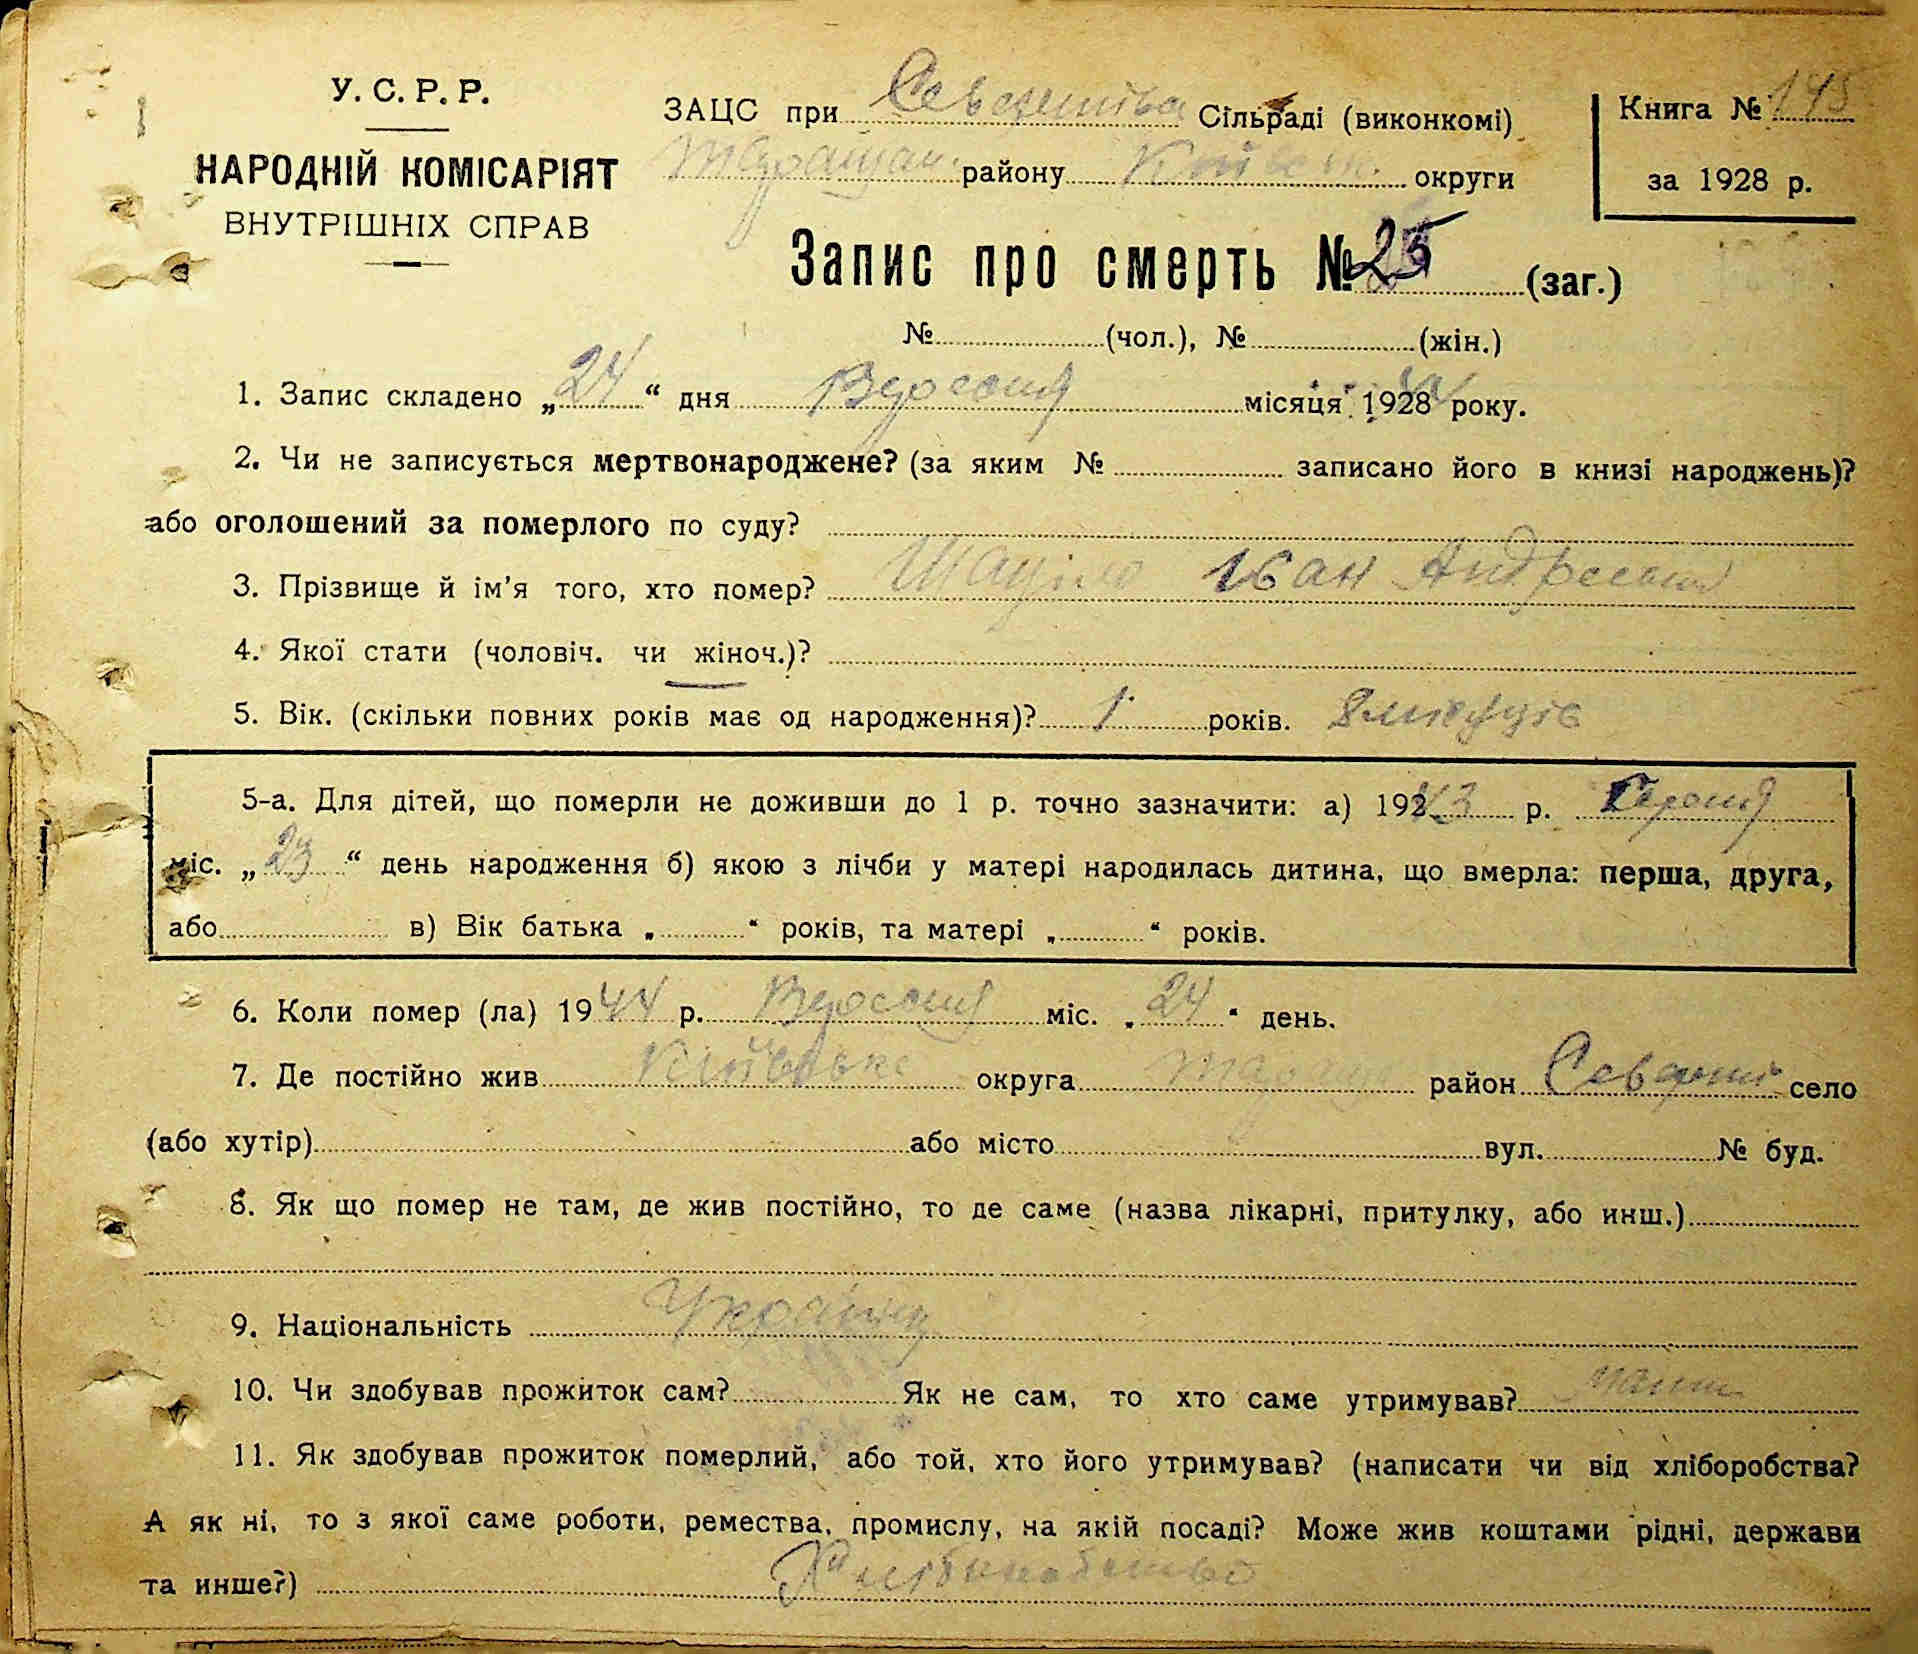 У. С. Р. Р.
НАРОДНІЙ КОМІСАРІЯТ
ВНУТРІШНІХ СПРАВ
ЗАЦС при Сільраді (виконкомі)
Таращан. району Київськ. округи
Книга №
за 1928 р.
Запис про смерть № 25 (заг.)
№ (чол.), № (жін.)
1. Запис складено „24“ дня Вересня місяця 1928 року.
2. Чи не записується мертвонароджене? (за яким № записано його в книзі народжень)?
або оголошений за померлого по суду?
3. Прізвище й ім'я того, хто помер? Іван Андреевич
4. Якої стати (чоловіч. чи жіноч.)?
5. Вік. (скільки повних років має од народження)? 1 років. 8 місяців
5-а. Для дітей, що померли не доживши до 1 р. точно зазначити: а) 1943 р.
міс. „23“ день народження б) якою з лічби у матері народилась дитина, що вмерла: перша, друга,
або в) Вік батька „ “ років, та матері „ “ років.
6. Коли помер (ла) 1944 р. Вересня міс. „24“ день.
7. Де постійно жив Київська округа район село
(або хутір) або місто вул. № буд.
8. Як що помер не там, де жив постійно, то де саме (назва лікарні, притулку, або инш.)
9. Національність
10. Чи здобував прожиток сам? Як не сам, то хто саме утримував? мати
11. Як здобував прожиток померлий, або той, хто його утримував? (написати чи від хліборобства?
А як ні, то з якої саме роботи, ремества, промислу, на якій посаді? Може жив коштами рідні, держави
та инше?)